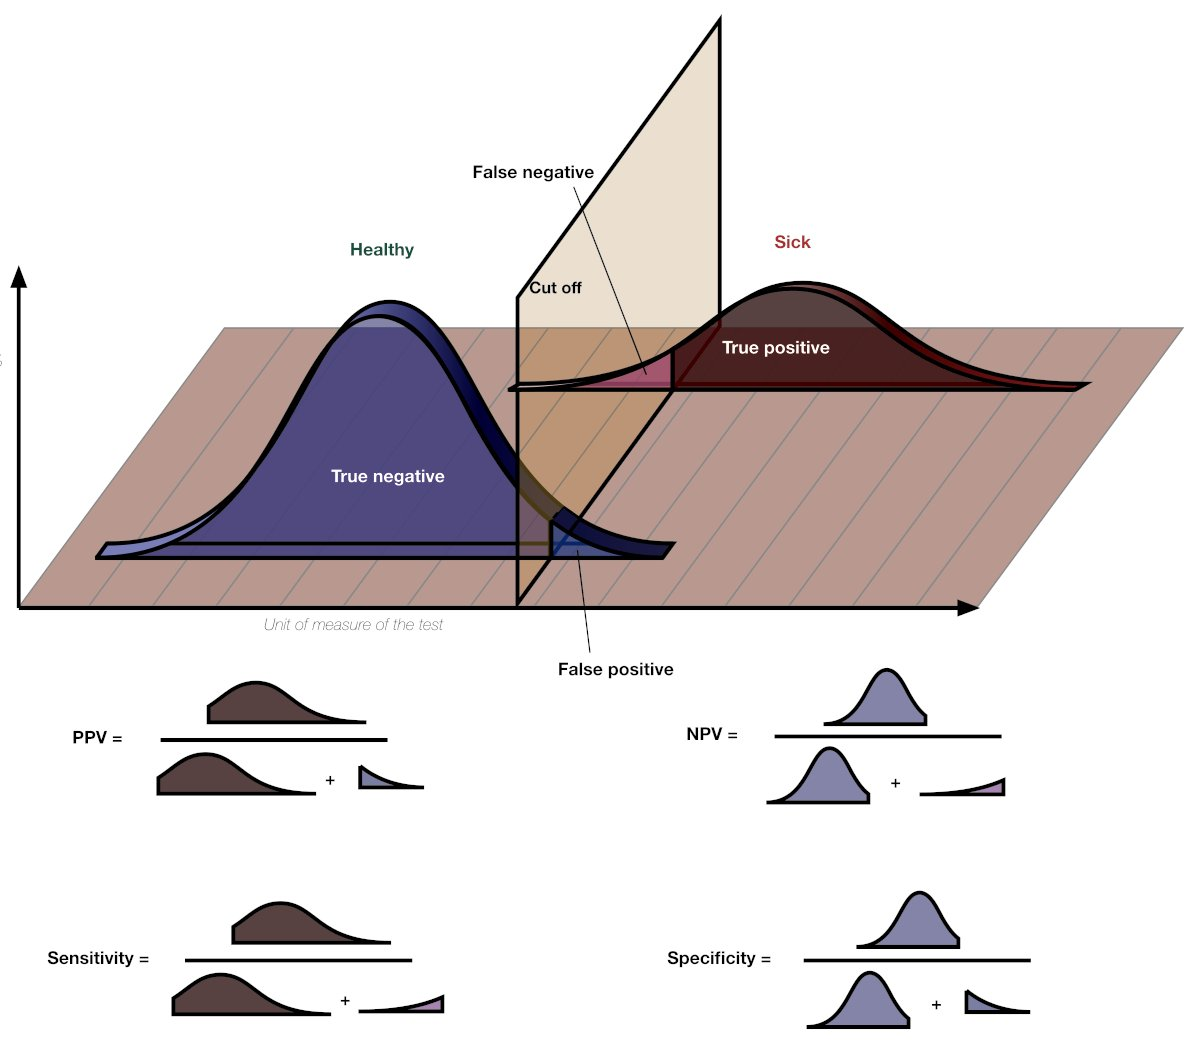 False negative
Sick
Healthy
Cut off
True positive
True negative
Unit of measure of the test
False positive
PPV =
+
NPV =
+
Sensitivity =
+
Specificity =
+